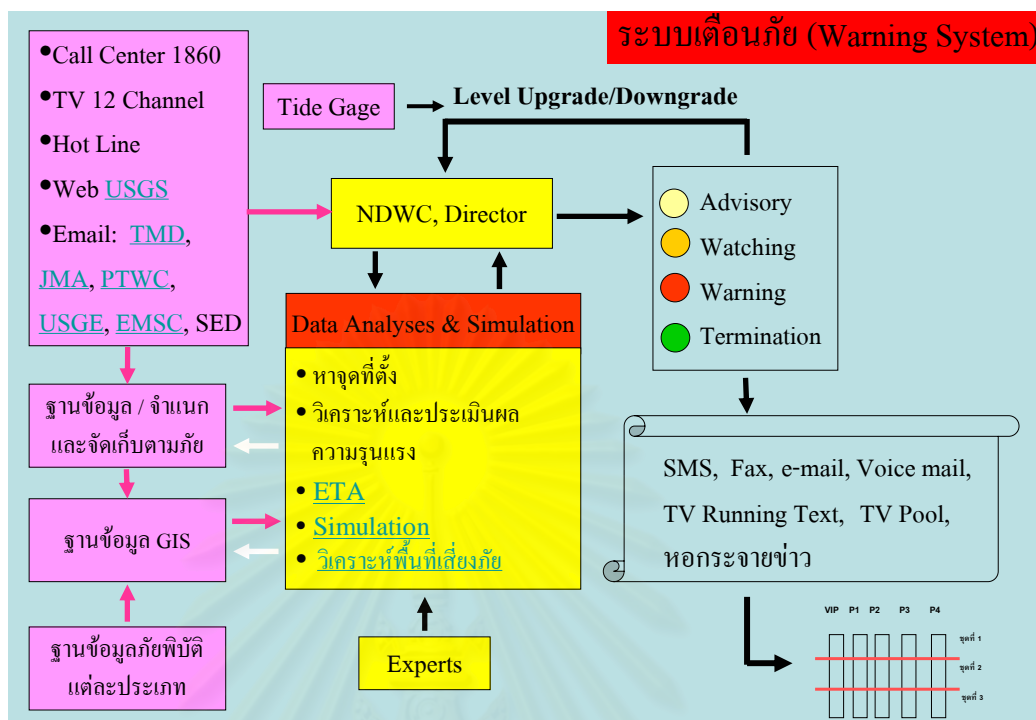 ระบบเตือนภัย (Warning System)
•Call Center 1860
•TV 12 Channel
•Hot Line
•Web USGS
•Email: TMD,
JMA, PTWC,
USGE, EMSC, SED
Tide Gage
Level Upgrade/Downgrade
NDWC, Director
Advisory
Watching
Warning
Termination
Data Analyses & Simulation
• หาจุดที่ตั้ง
• วิเคราะห์และประเมินผล
ความรุนแรง
• ETA
• Simulation
• วิเคราะห์พื้นที่เสี่ยงภัย
ฐานข้อมูล / จำแนก
และจัดเก็บตามภัย
ฐานข้อมูล GIS
ฐานข้อมูลภัยพิบัติ
แต่ละประเภท
Experts
SMS, Fax, e-mail, Voice mail,
TV Running Text, TV Pool,
หอกระจายข่าว
VIP P1 P2 P3 P4
ชุดที่ 1
ชุดที่ 2
ชุดที่ 3